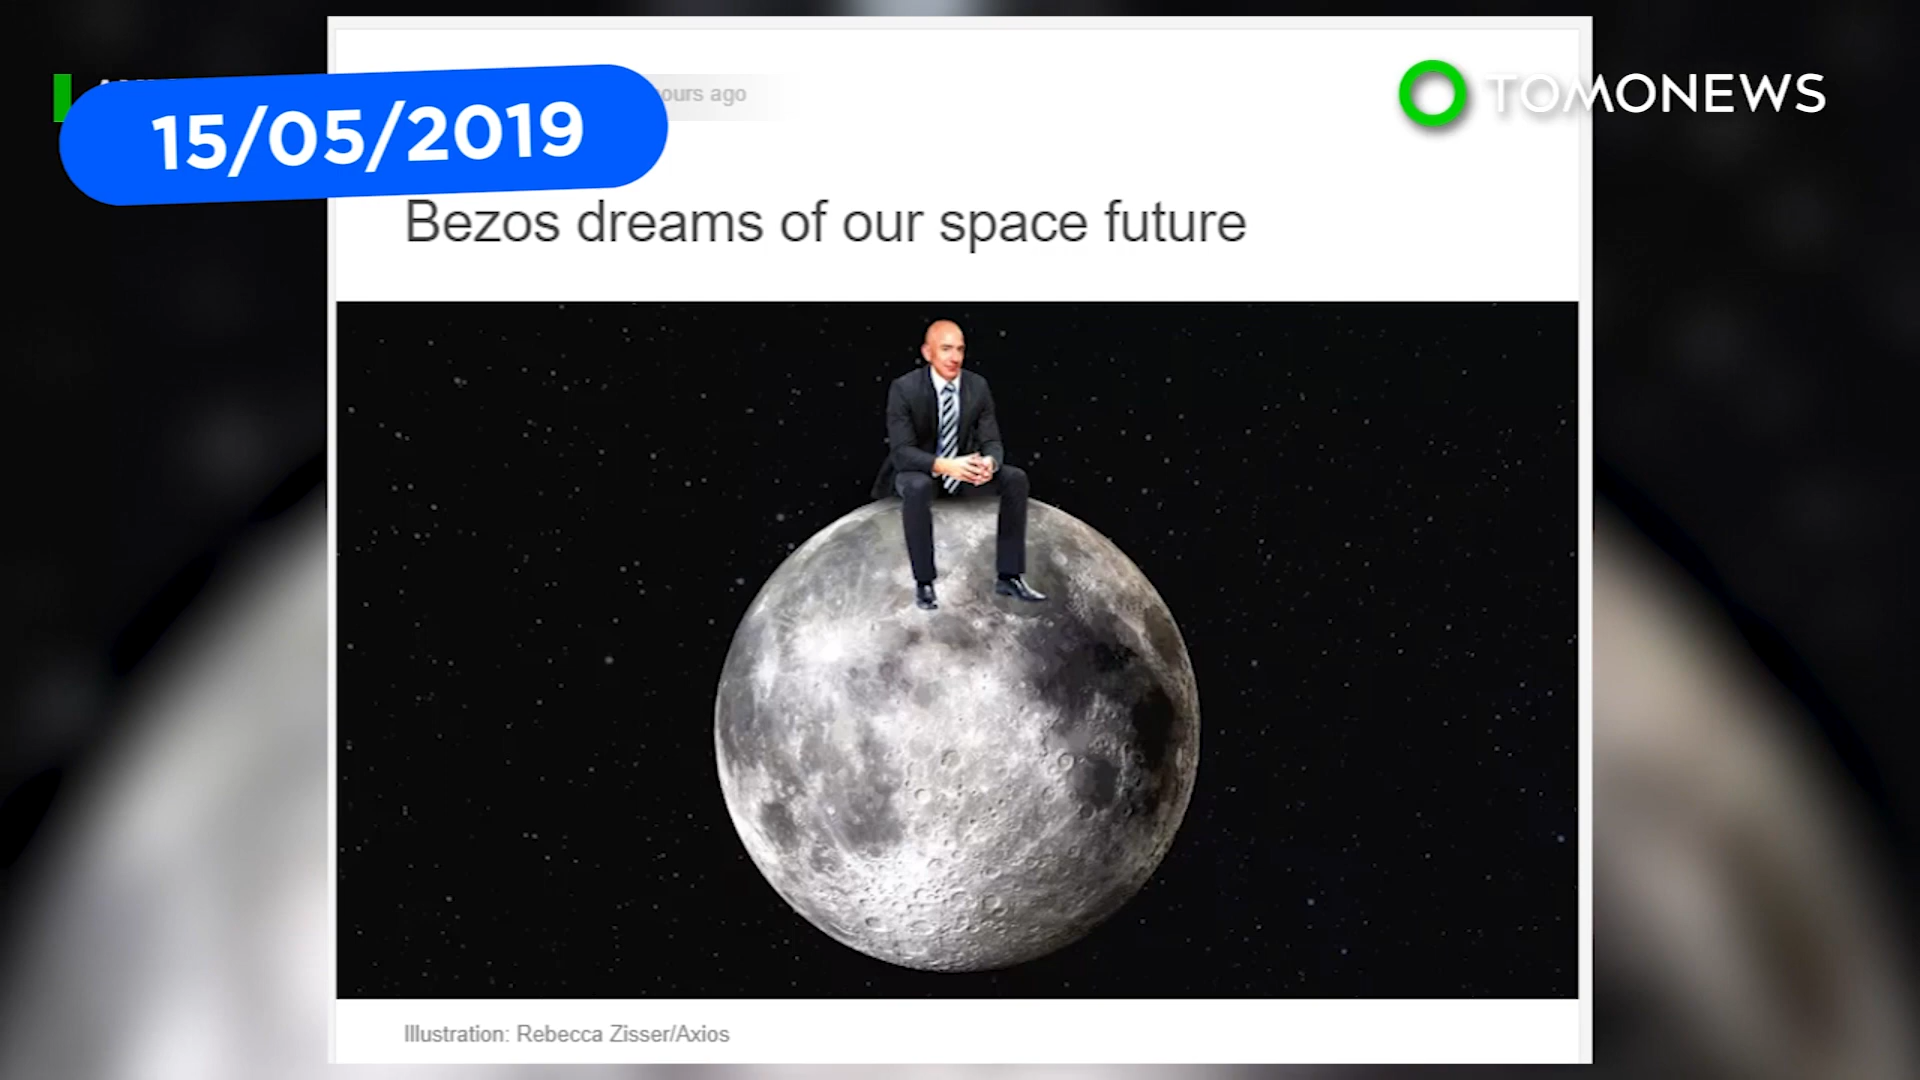 15/05/2019
ours ago
TOMONEWS
Bezos dreams of our space future
Illustration: Rebecca Zisser/Axios